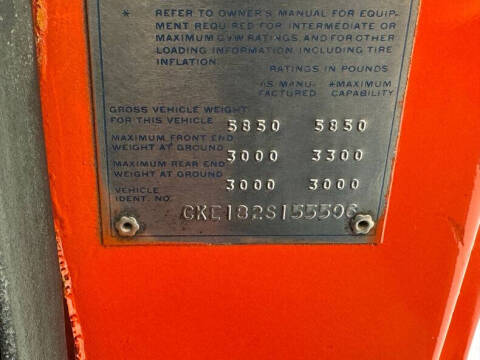 * REFER TO OWNER'S MANUAL FOR EQUIP-
MENT REQUIRED FOR INTERMEDIATE OR
MAXIMUM GVW RATINGS AND FOR OTHER
LOADING INFORMATION INCLUDING TIRE
INFLATION.
RATINGS IN POUNDS
AS MANU- *MAXIMUM
FACTURED CAPABILITY
GROSS VEHICLE WEIGHT
FOR THIS VEHICLE 5850 5850
MAXIMUM FRONT END
WEIGHT AT GROUND 3000 3300
MAXIMUM REAR END
WEIGHT AT GROUND 3000 3000
VEHICLE
IDENT. NO. CKE182S155596